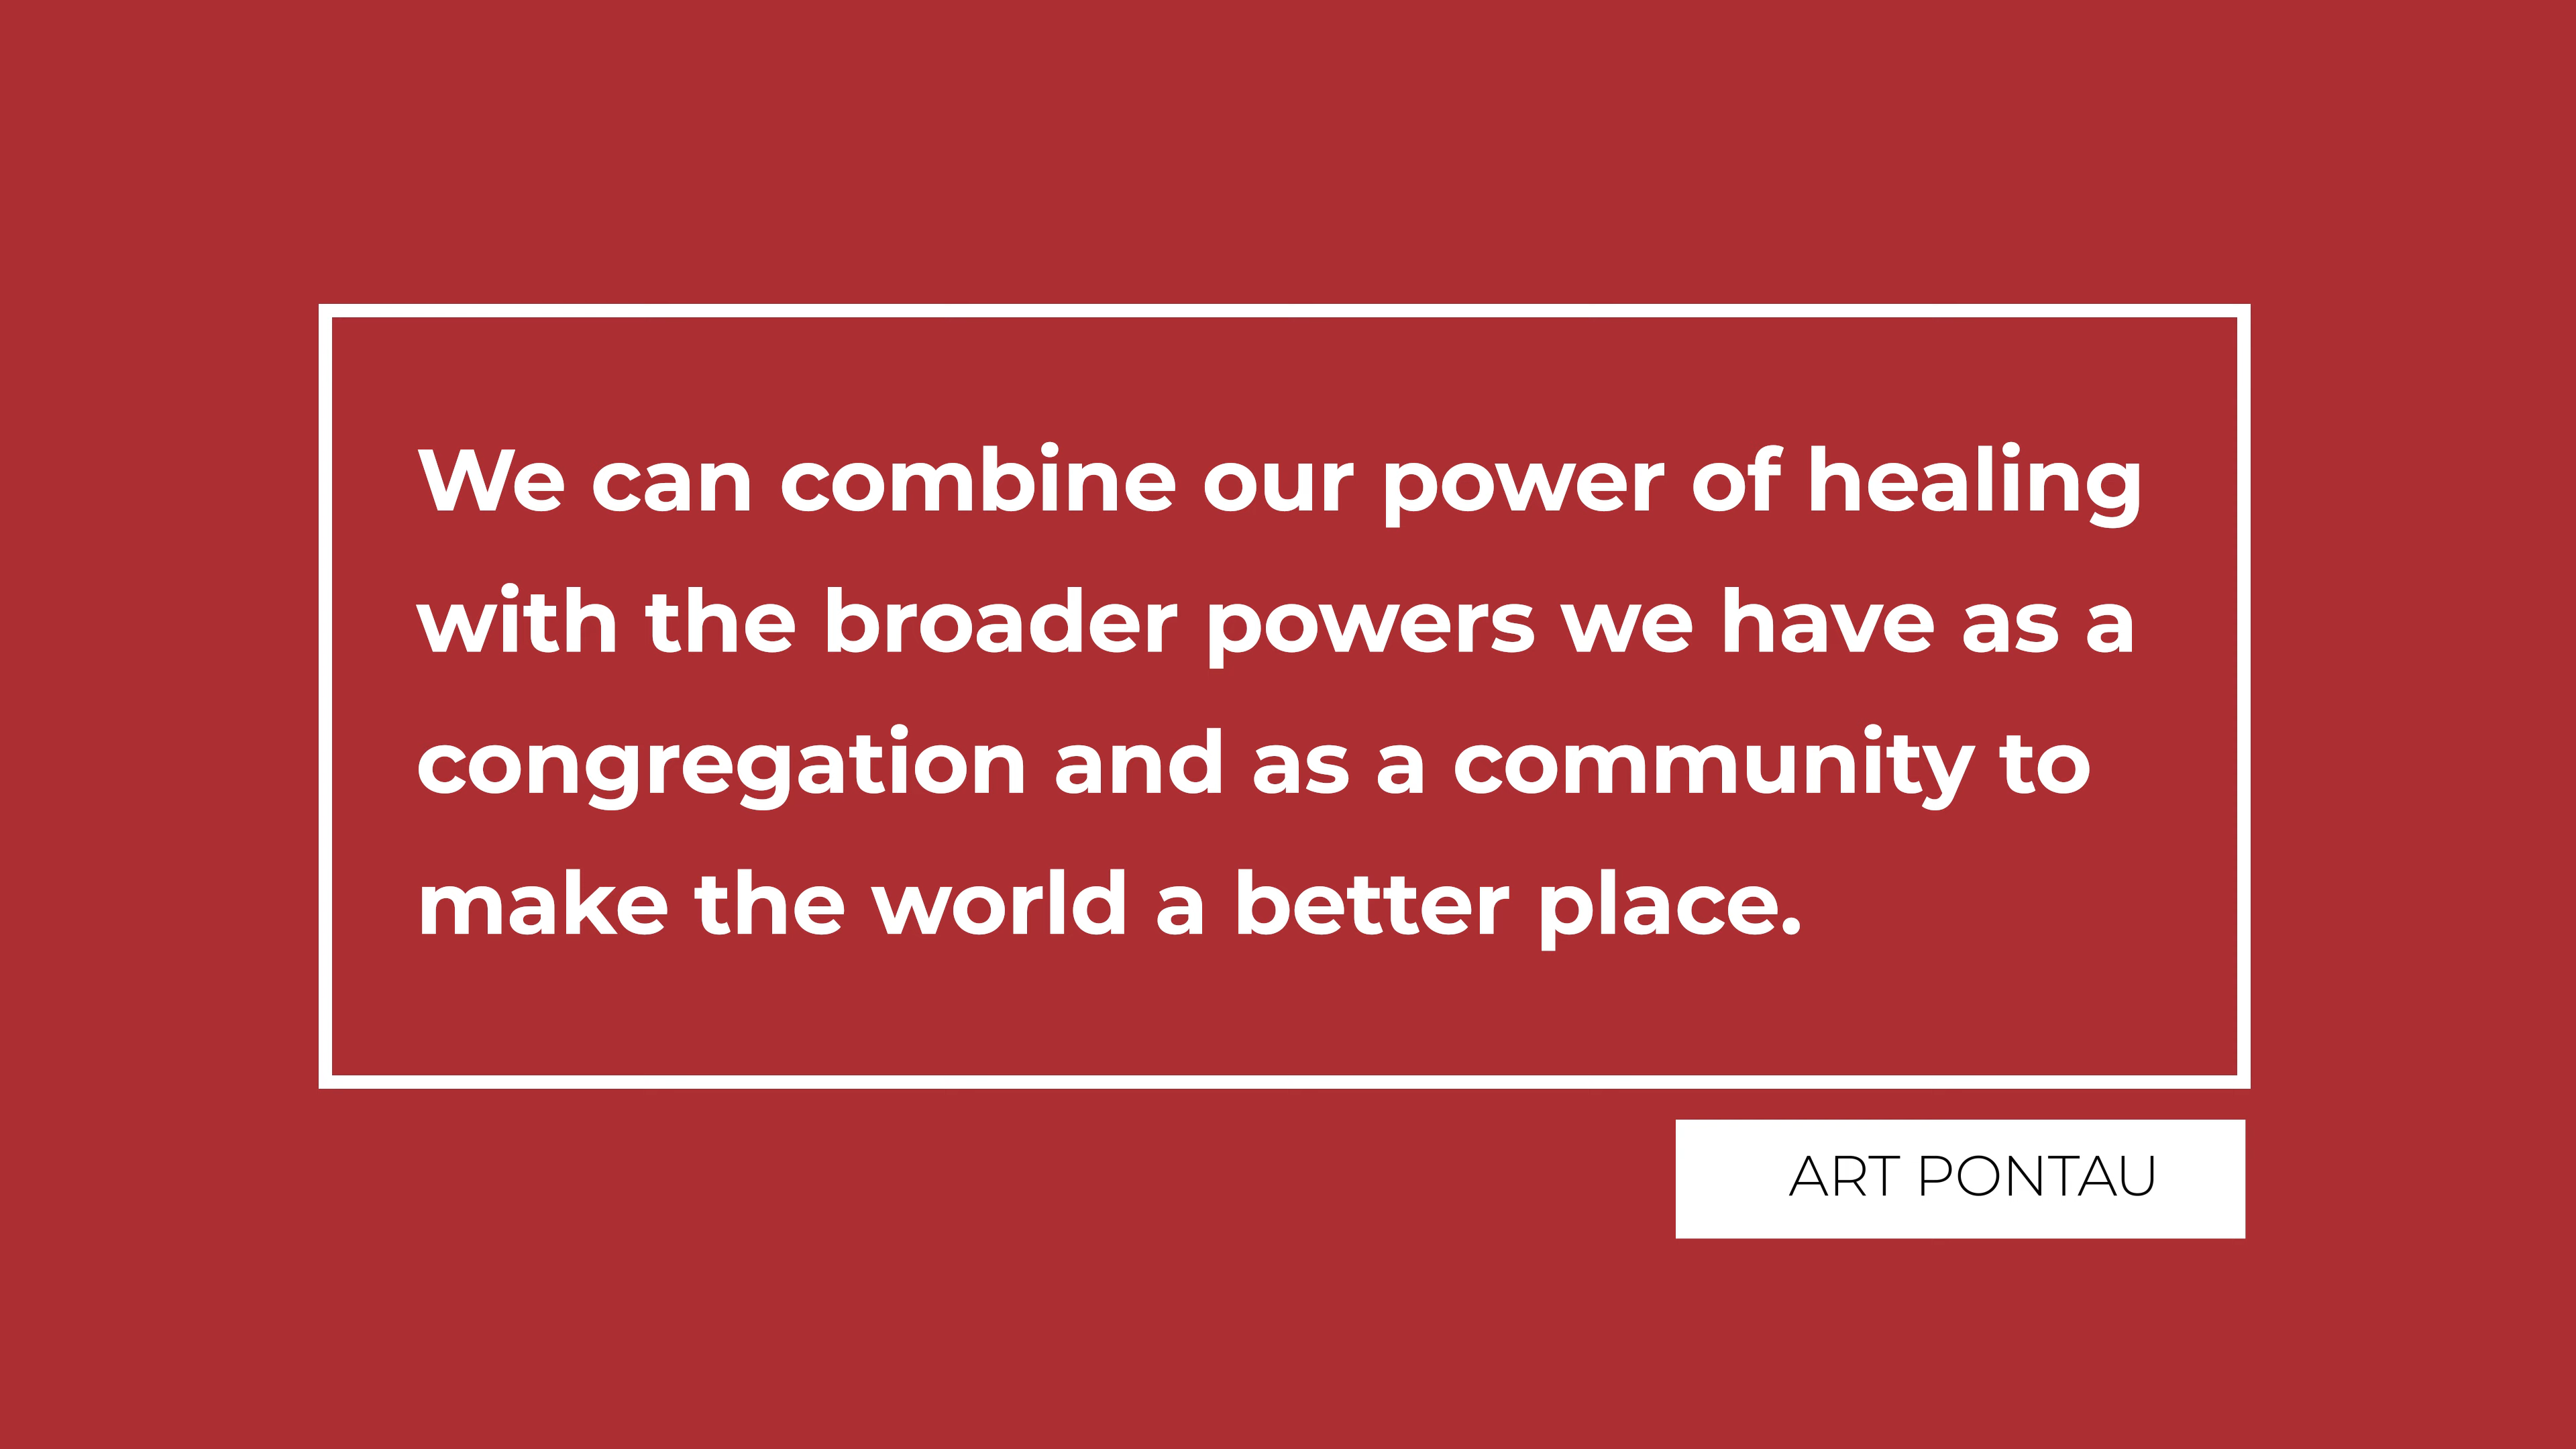 We can combine our power of healing
with the broader powers we have as a
congregation and as a community to
make the world a better place.
ART PONTAU